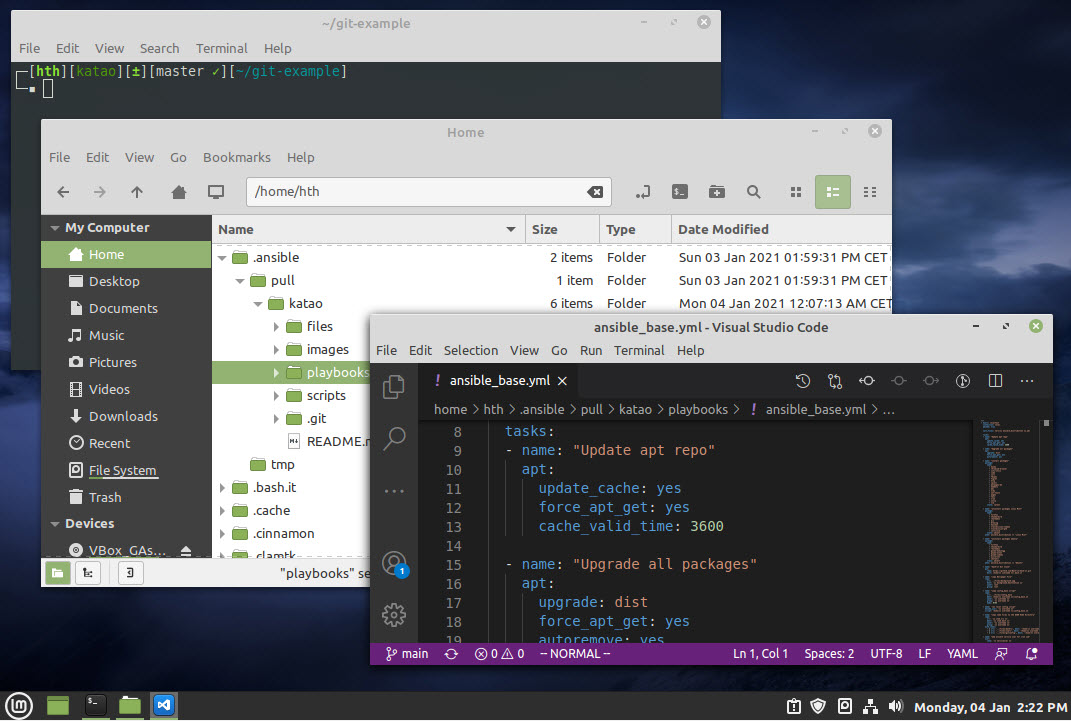 ~/git-example
File Edit View Search Terminal Help
[hth][katao][±][master ✓][~/git-example]
Home
File Edit View Go Bookmarks Help
/home/hth
My Computer
Home
Desktop
Documents
Music
Pictures
Videos
Downloads
Recent
File System
Trash
Devices
VBox_GAs...
Name Size Type Date Modified
.ansible 2 items Folder Sun 03 Jan 2021 01:59:31 PM CET
pull 1 item Folder Sun 03 Jan 2021 01:59:31 PM CET
katao 6 items Folder Mon 04 Jan 2021 12:07:13 AM CET
files
images
playbooks
scripts
.git
README.m
tmp
.bash.it
.cache
.cinnamon
.clamtk
"playbooks" se
ansible_base.yml - Visual Studio Code
File Edit Selection View Go Run Terminal Help
! ansible_base.yml
home > hth > .ansible > pull > katao > playbooks > ! ansible_base.yml > ...
8 tasks:
9 - name: "Update apt repo"
10 apt:
11 update_cache: yes
12 force_apt_get: yes
13 cache_valid_time: 3600
14
15 - name: "Upgrade all packages"
16 apt:
17 upgrade: dist
18 force_apt_get: yes
19 autoremove: yes
1
main 0 0 -- NORMAL -- Ln 1, Col 1 Spaces: 2 UTF-8 LF YAML
Monday, 04 Jan 2:22 PM